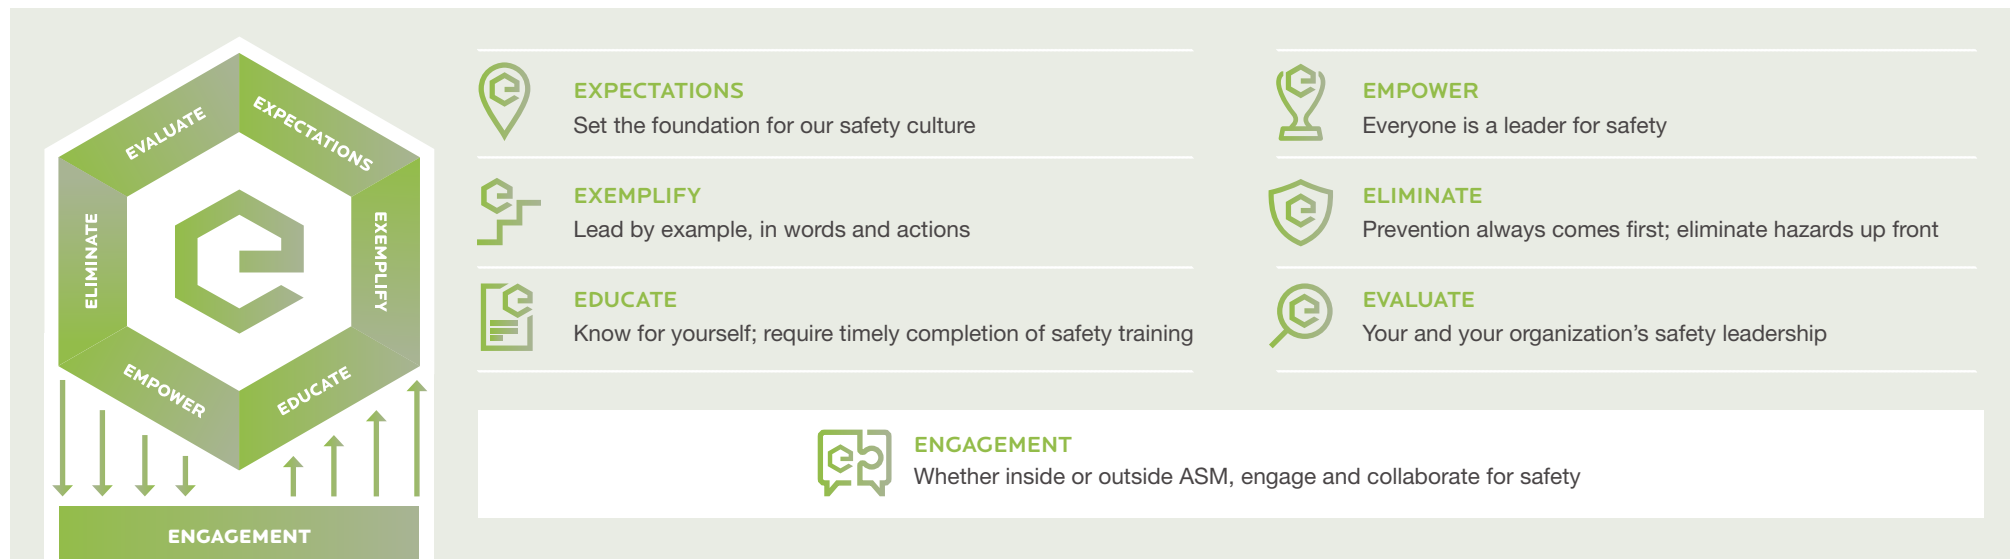 EVALUATE
EXPECTATIONS
ELIMINATE
EXEMPLIFY
EMPOWER
EDUCATE
ENGAGEMENT
EXPECTATIONS
Set the foundation for our safety culture
EXEMPLIFY
Lead by example, in words and actions
EDUCATE
Know for yourself; require timely completion of safety training
EMPOWER
Everyone is a leader for safety
ELIMINATE
Prevention always comes first; eliminate hazards up front
EVALUATE
Your and your organization’s safety leadership
ENGAGEMENT
Whether inside or outside ASM, engage and collaborate for safety